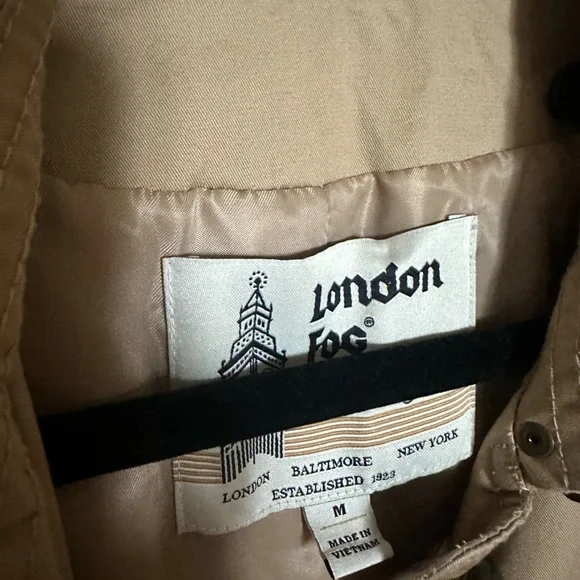 London
Fog®
LONDON BALTIMORE NEW YORK
ESTABLISHED 1923
M
MADE IN
VIETNAM